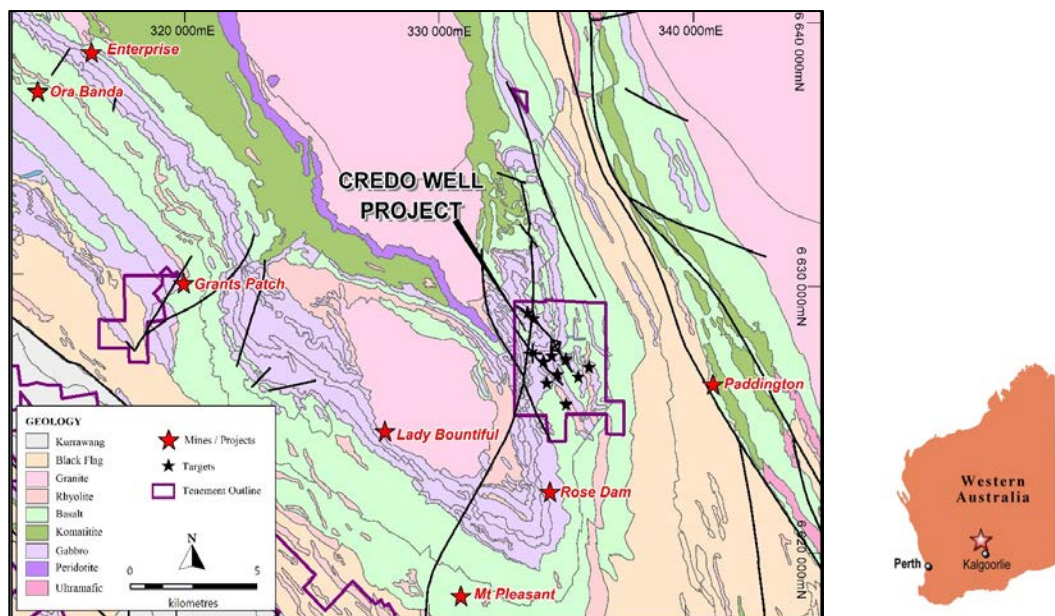 320 000mE
330 000mE
340 000mE
6 640 000mN
Enterprise
Ora Banda
CREDO WELL
PROJECT
6 630 000mN
Grants Patch
Paddington
Lady Bountiful
Rose Dam
6 620 000mN
Mt Pleasant
GEOLOGY
Kurrawang
Black Flag
Granite
Rhyolite
Basalt
Komatitite
Gabbro
Peridotite
Ultramafic
Mines / Projects
Targets
Tenement Outline
N
0
5
kilometres
Western
Australia
Perth
Kalgoorlie